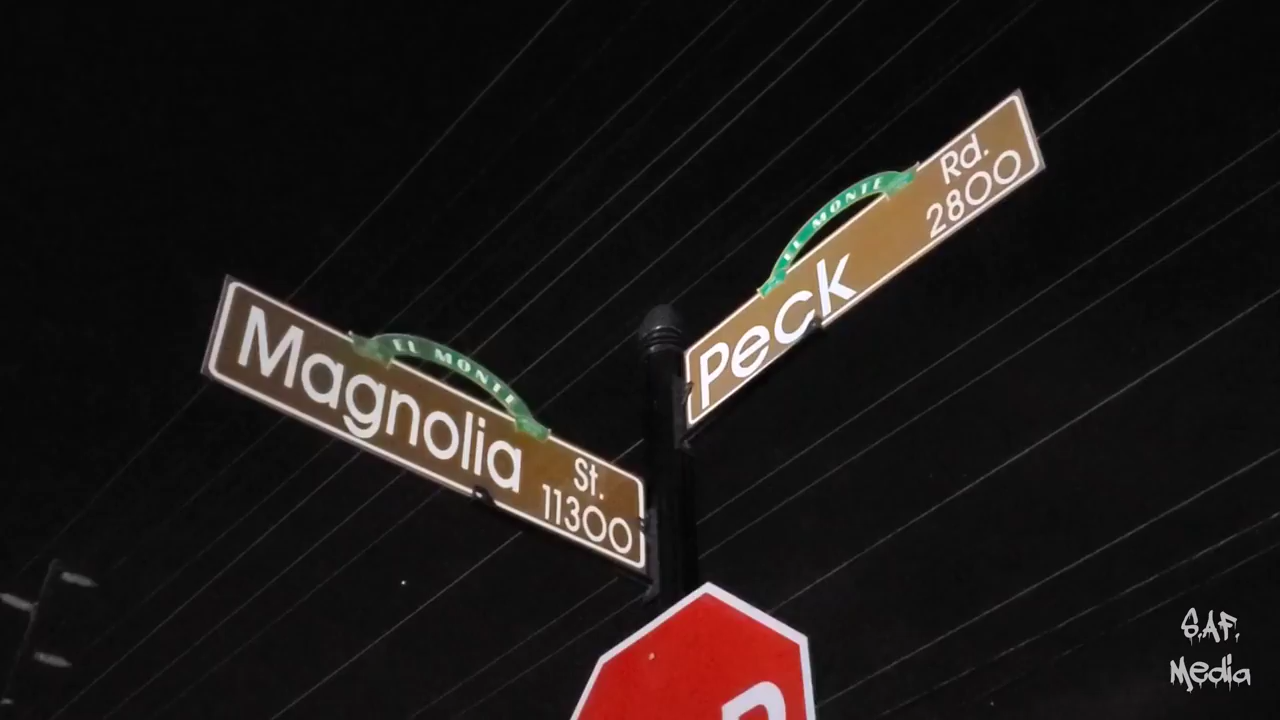 EL MONTE
Magnolia
St.
11300
EL MONTE
Peck
Rd.
2800
P
S.A.F.
Media